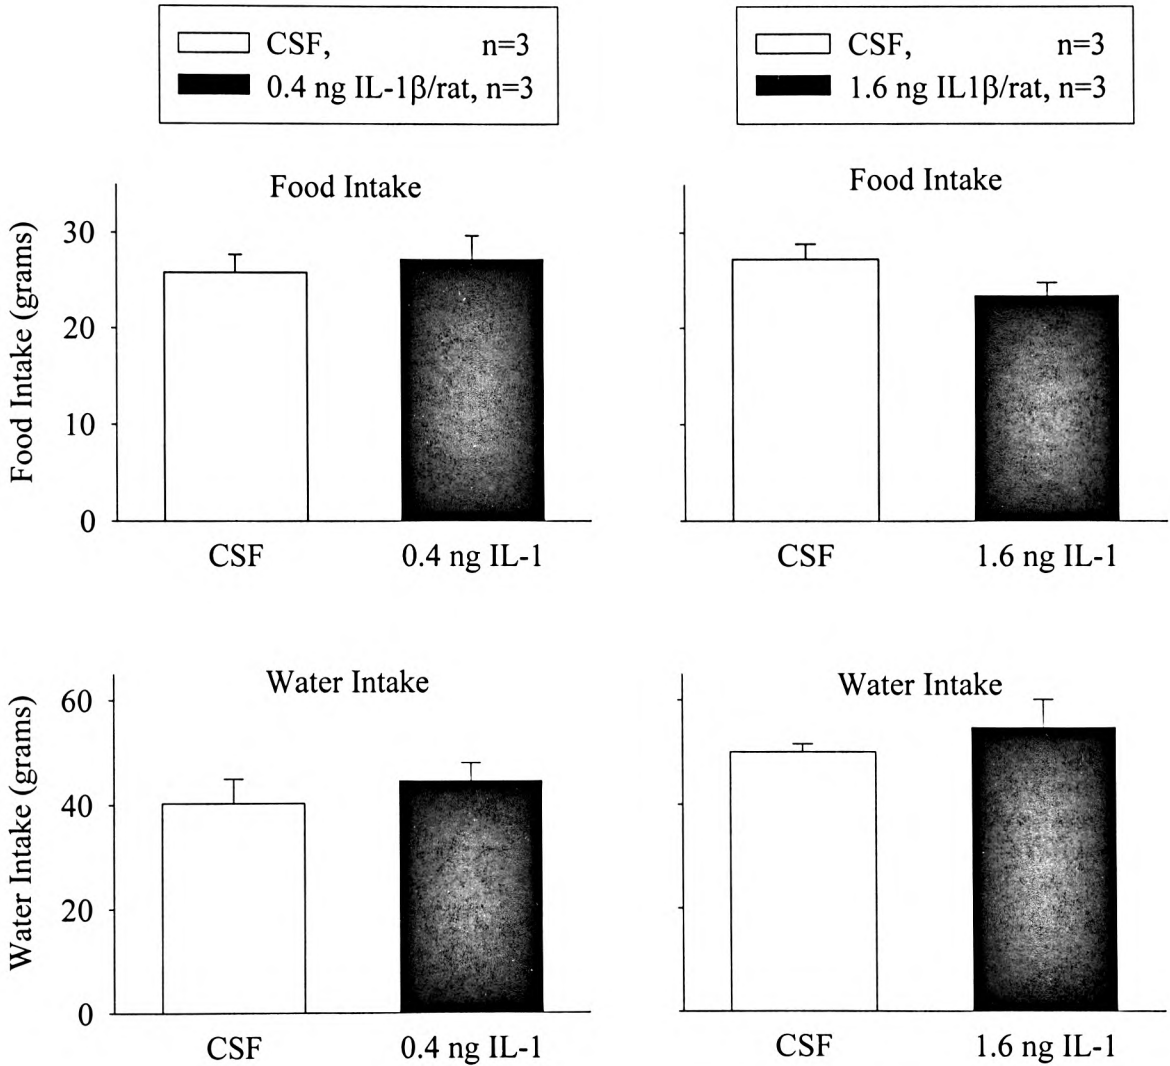 CSF, n=3
0.4 ng IL-1β/rat, n=3
CSF, n=3
1.6 ng IL1β/rat, n=3
Food Intake
Food Intake (grams)
30
20
10
0
CSF 0.4 ng IL-1
Food Intake
CSF 1.6 ng IL-1
Water Intake
Water Intake (grams)
60
40
20
0
CSF 0.4 ng IL-1
Water Intake
CSF 1.6 ng IL-1